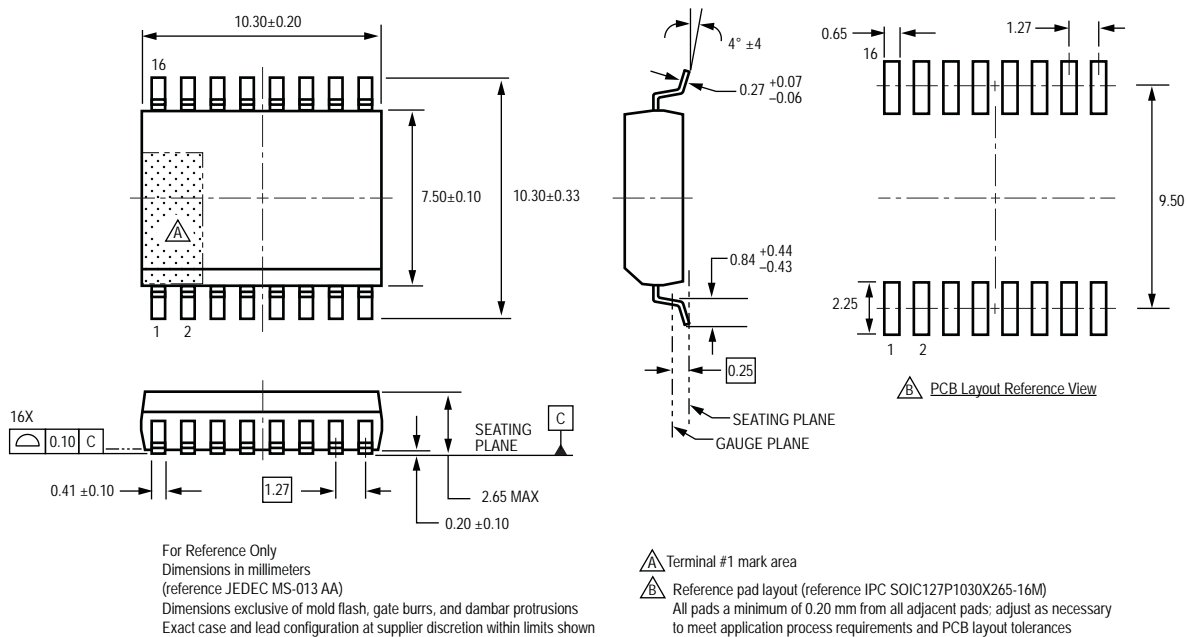 10.30±0.20
16
7.50±0.10
10.30±0.33
A
1 2
4° ±4
0.27 +0.07 −0.06
0.84 +0.44 −0.43
0.25
SEATING PLANE
GAUGE PLANE
0.65
1.27
16
9.50
2.25
1 2
B PCB Layout Reference View
16X
0.10 C
SEATING
PLANE
C
0.41 ±0.10
1.27
2.65 MAX
0.20 ±0.10
For Reference Only
Dimensions in millimeters
(reference JEDEC MS-013 AA)
Dimensions exclusive of mold flash, gate burrs, and dambar protrusions
Exact case and lead configuration at supplier discretion within limits shown
A Terminal #1 mark area
B Reference pad layout (reference IPC SOIC127P1030X265-16M)
All pads a minimum of 0.20 mm from all adjacent pads; adjust as necessary
to meet application process requirements and PCB layout tolerances